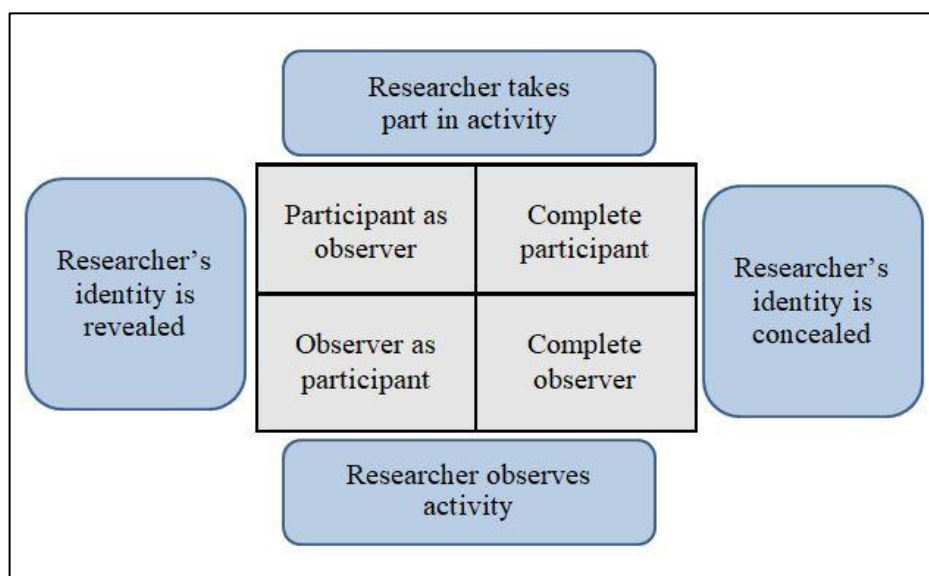 Researcher takes
part in activity
Researcher’s
identity is
revealed
Participant as
observer
Complete
participant
Researcher’s
identity is
concealed
Observer as
participant
Complete
observer
Researcher observes
activity